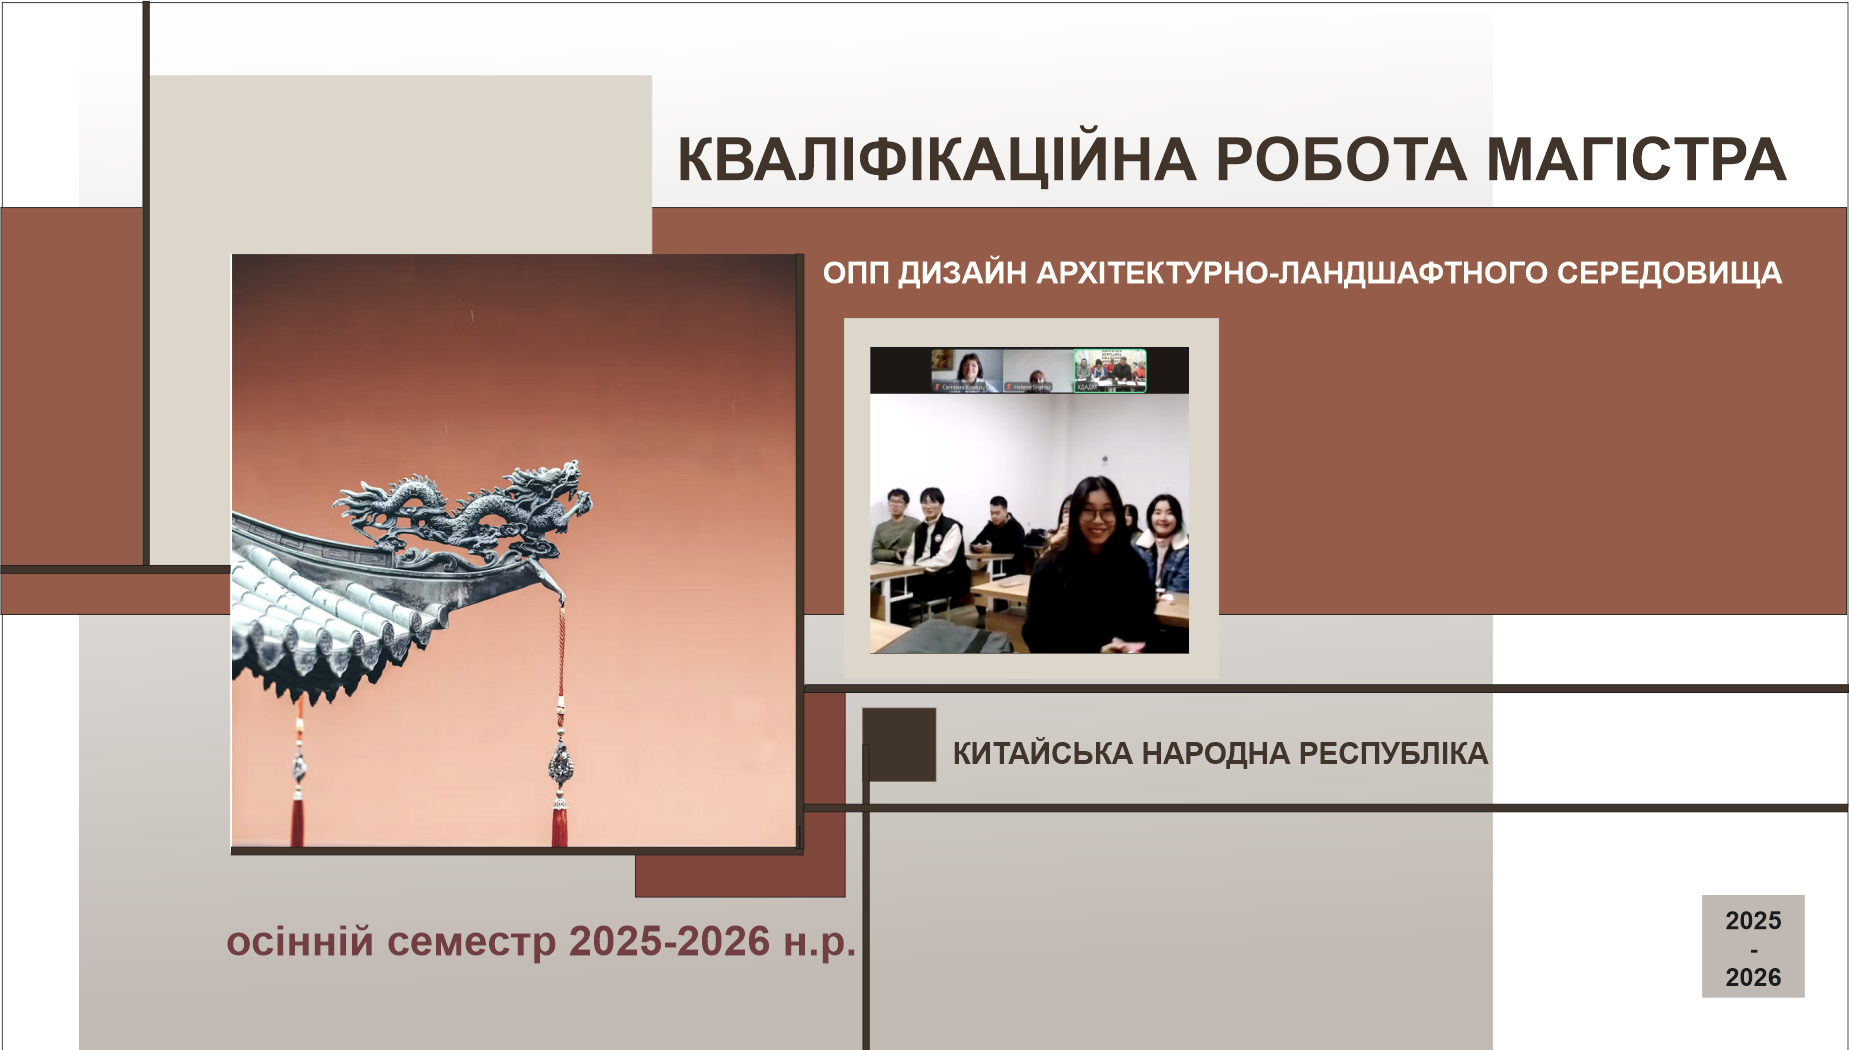 КВАЛІФІКАЦІЙНА РОБОТА МАГІСТРА
ОПП ДИЗАЙН АРХІТЕКТУРНО-ЛАНДШАФТНОГО СЕРЕДОВИЩА
КИТАЙСЬКА НАРОДНА РЕСПУБЛІКА
осінній семестр 2025-2026 н.р.
2025
-
2026